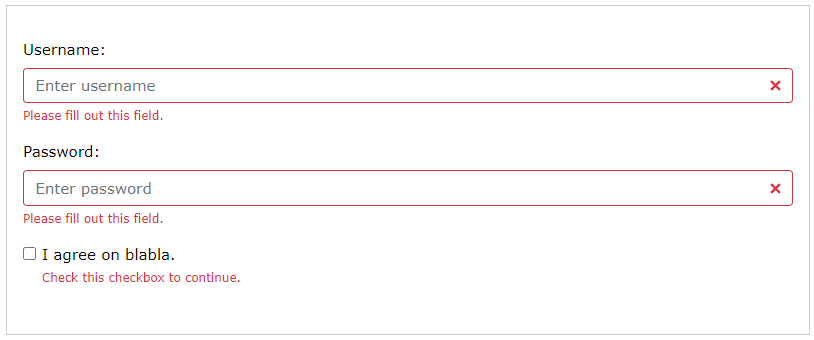 Username:
Enter username
Please fill out this field.
Password:
Enter password
Please fill out this field.
I agree on blabla.
Check this checkbox to continue.